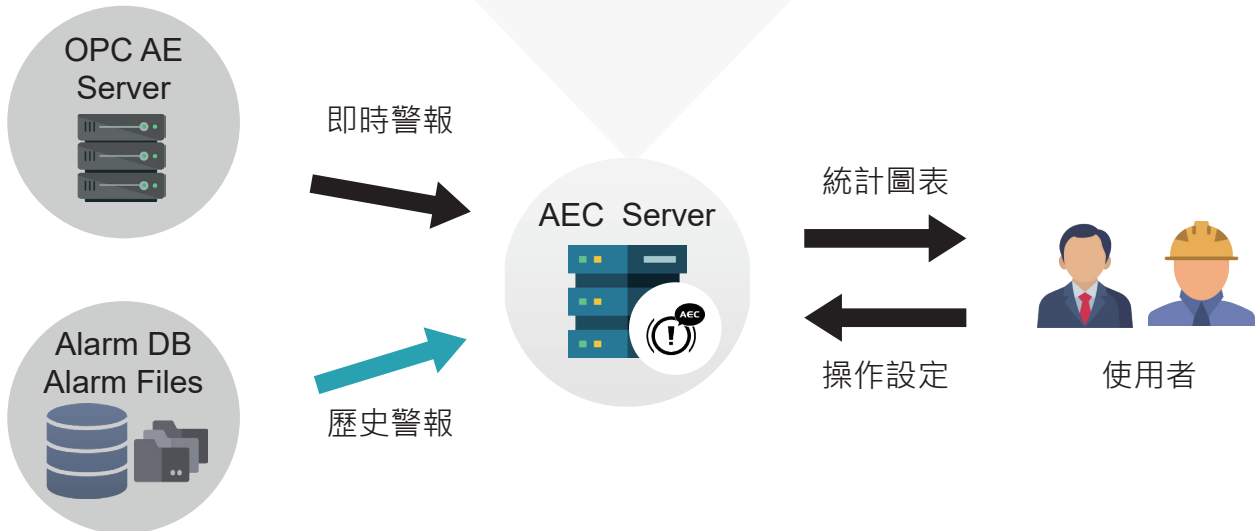 OPC AE
Server
即時警報
AEC Server
AEC
統計圖表
操作設定
使用者
Alarm DB
Alarm Files
歷史警報